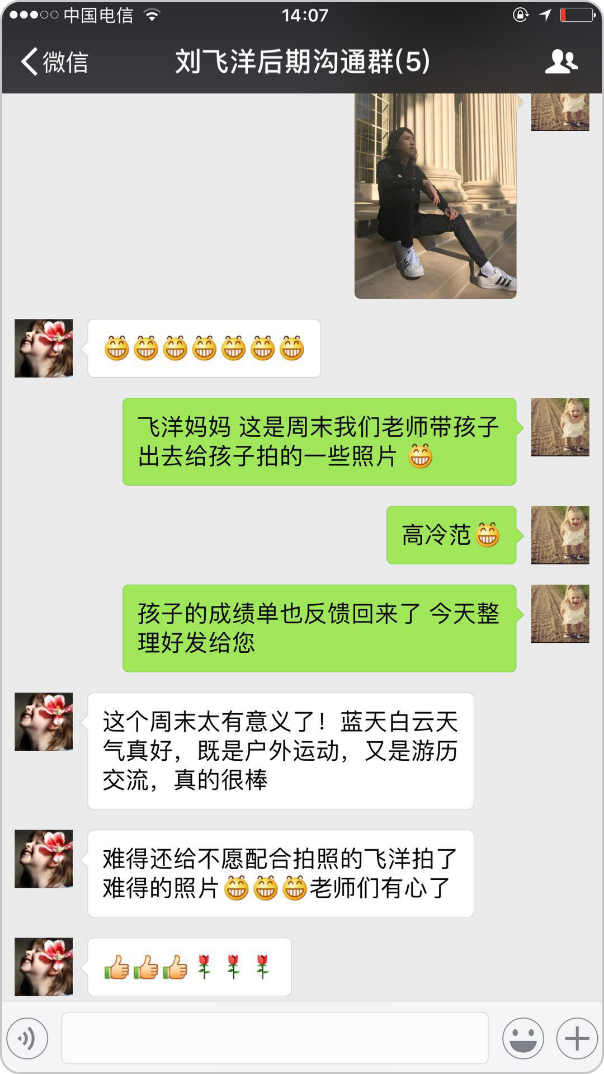 中国电信 14:07
微信 刘飞洋后期沟通群(5)
飞洋妈妈 这是周末我们老师带孩子
出去给孩子拍的一些照片
高冷范
孩子的成绩单也反馈回来了 今天整
理好发给您
这个周末太有意义了！蓝天白云天
气真好，既是户外运动，又是游历
交流，真的很棒
难得还给不愿配合拍照的飞洋拍了
难得的照片😁😁😁老师们有心了